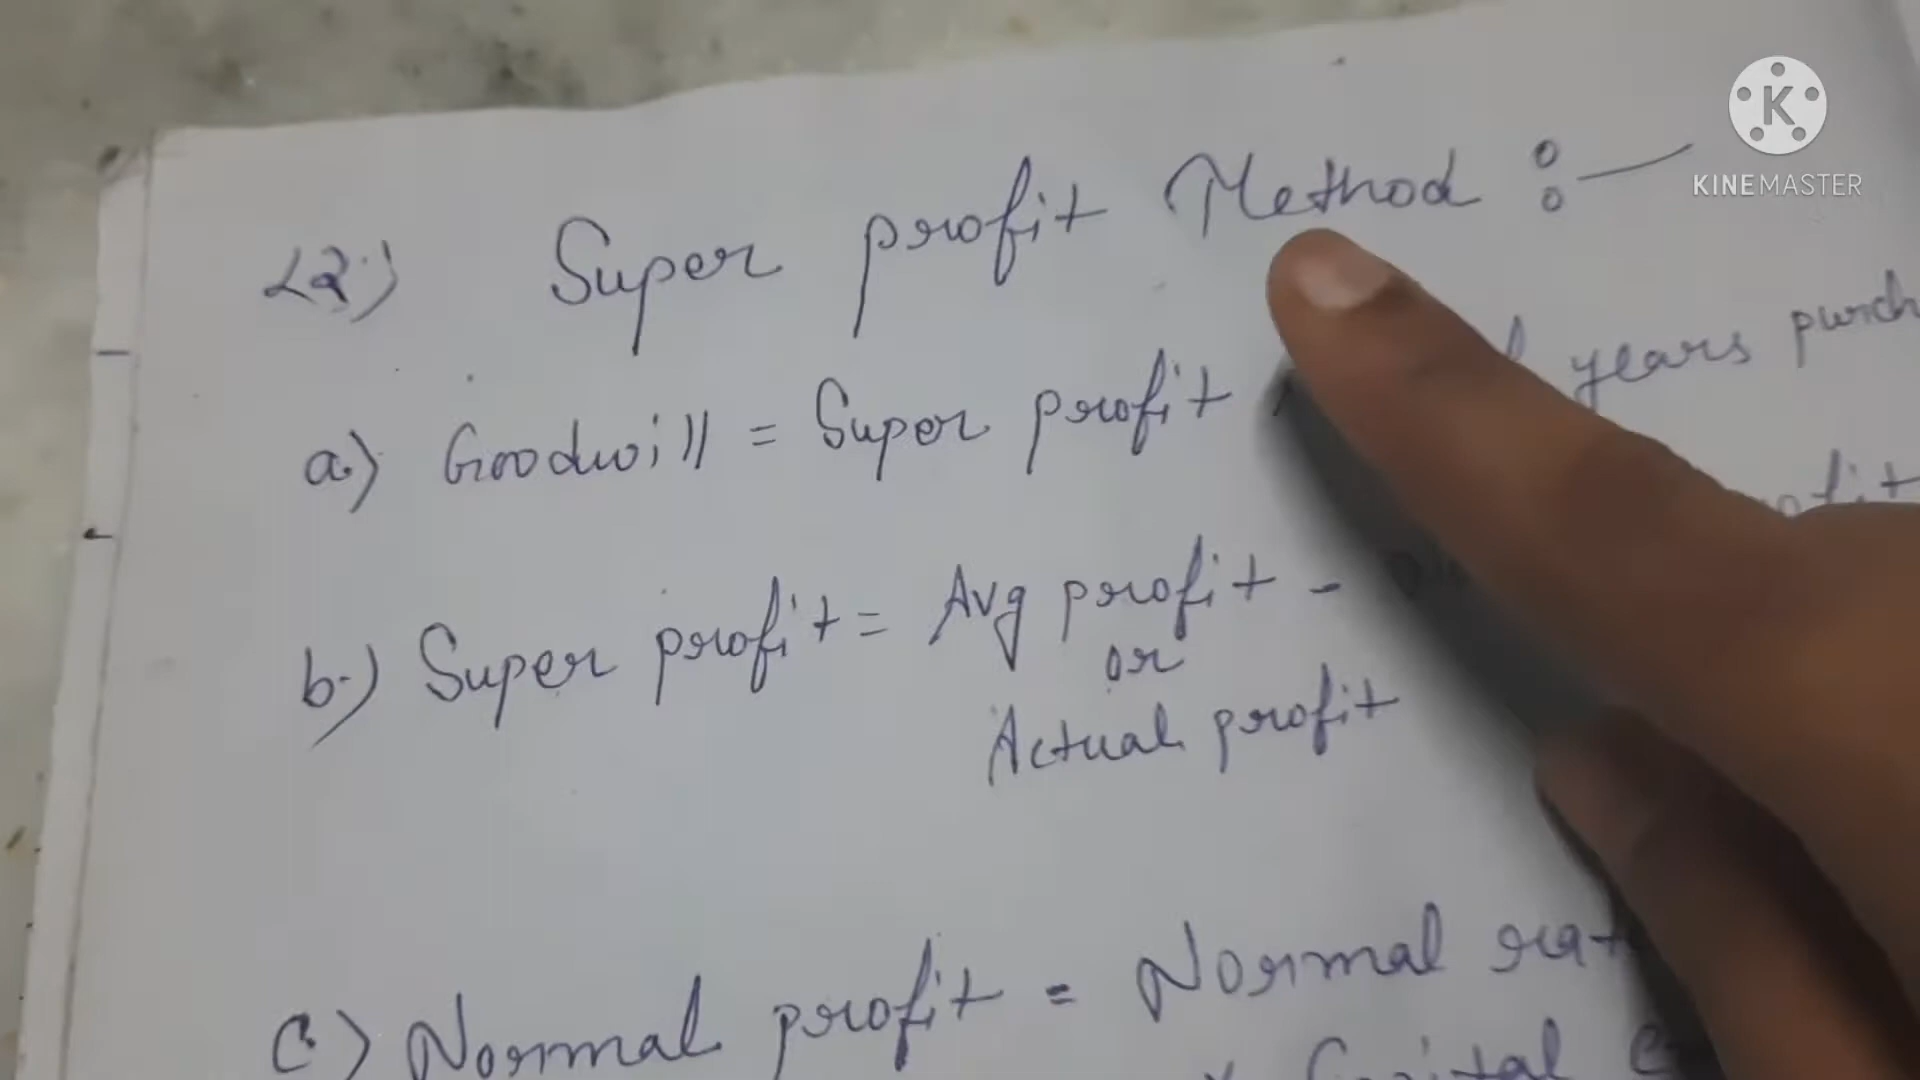 K
KINEMASTER
(2.) Super profit Method :-
a.) Goodwill = Super profit years
b.) Super profit = Avg profit -
or
Actual profit
c.) Normal profit = Normal
x Capital